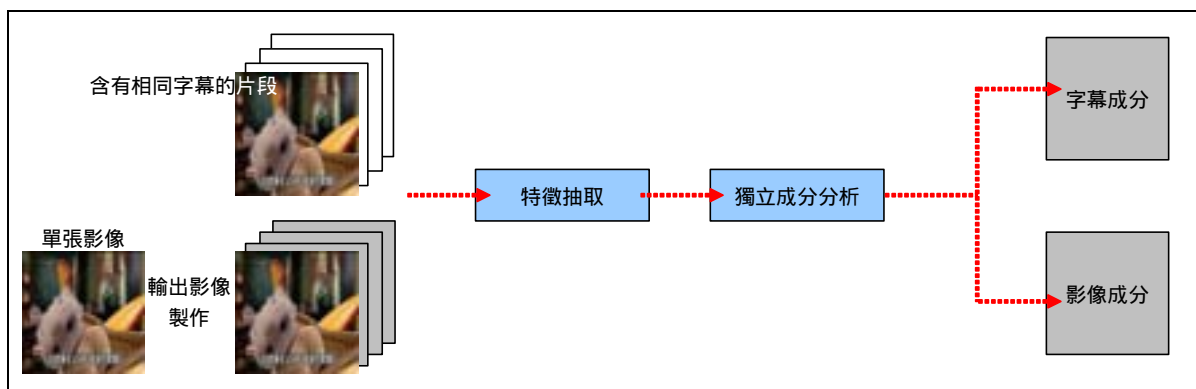 含有相同字幕的片段
單張影像
輸出影像
製作
特徵抽取
獨立成分分析
字幕成分
影像成分